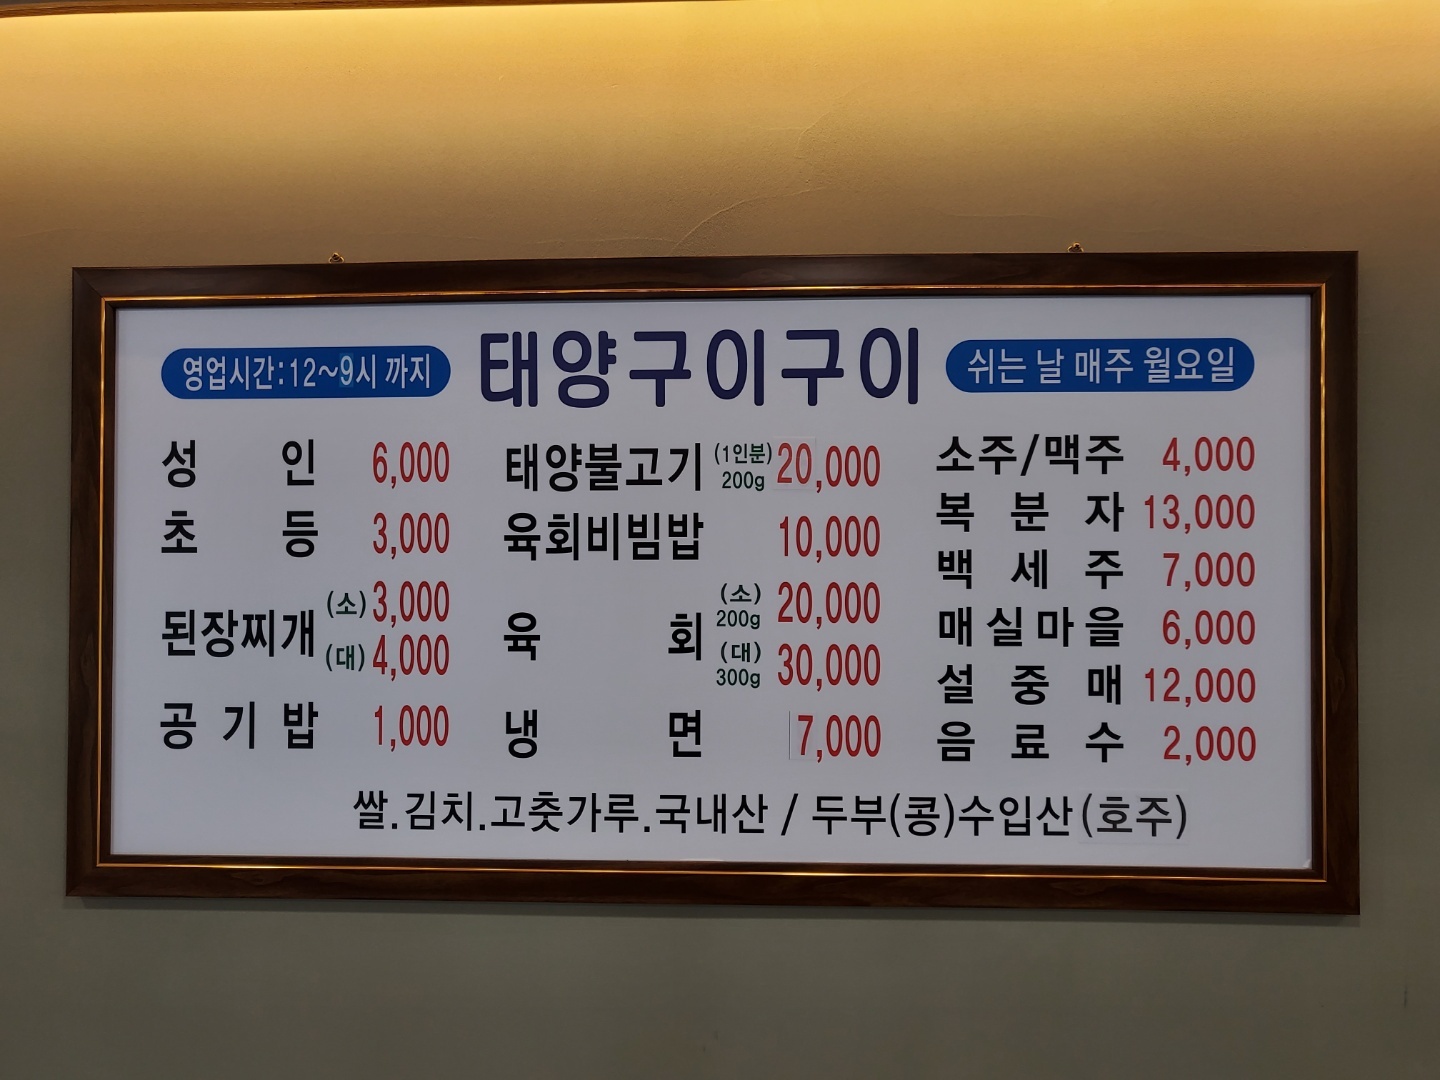 태양구이구이
영업시간:12~9시 까지
쉬는 날 매주 월요일
성인 6,000
초등 3,000
된장찌개 (소) 3,000
(대) 4,000
공기밥 1,000
태양불고기 (1인분) 200g 20,000
육회비빔밥 10,000
육회 (소) 200g 20,000
(대) 300g 30,000
냉면 7,000
소주/맥주 4,000
복분자 13,000
백세주 7,000
매실마을 6,000
설중매 12,000
음료수 2,000
쌀.김치.고춧가루.국내산 / 두부(콩)수입산(호주)